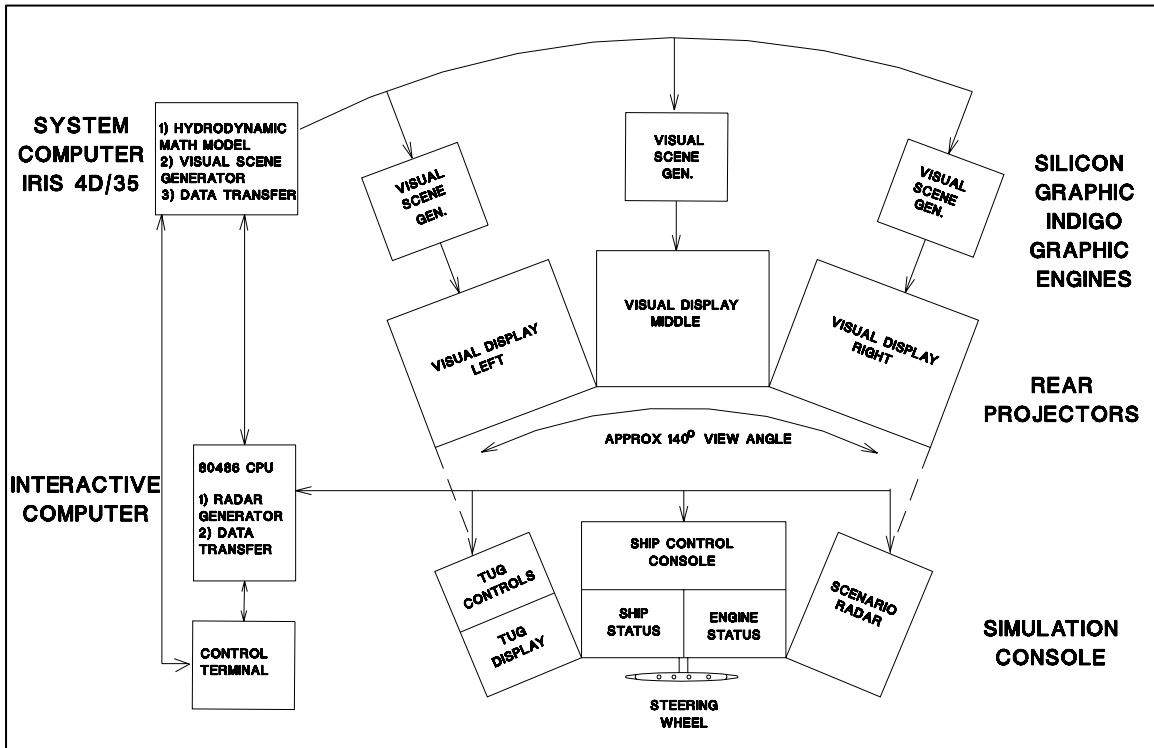 SYSTEM
COMPUTER
IRIS 4D/35
1) HYDRODYNAMIC
MATH MODEL
2) VISUAL SCENE
GENERATOR
3) DATA TRANSFER
VISUAL
SCENE
GEN.
VISUAL
SCENE
GEN.
VISUAL
SCENE
GEN.
SILICON
GRAPHIC
INDIGO
GRAPHIC
ENGINES
VISUAL DISPLAY
LEFT
VISUAL DISPLAY
MIDDLE
VISUAL DISPLAY
RIGHT
REAR
PROJECTORS
APPROX 140° VIEW ANGLE
INTERACTIVE
COMPUTER
80486 CPU
1) RADAR
GENERATOR
2) DATA
TRANSFER
TUG
CONTROLS
TUG
DISPLAY
SHIP CONTROL
CONSOLE
SHIP
STATUS
ENGINE
STATUS
SCENARIO
RADAR
SIMULATION
CONSOLE
CONTROL
TERMINAL
STEERING
WHEEL